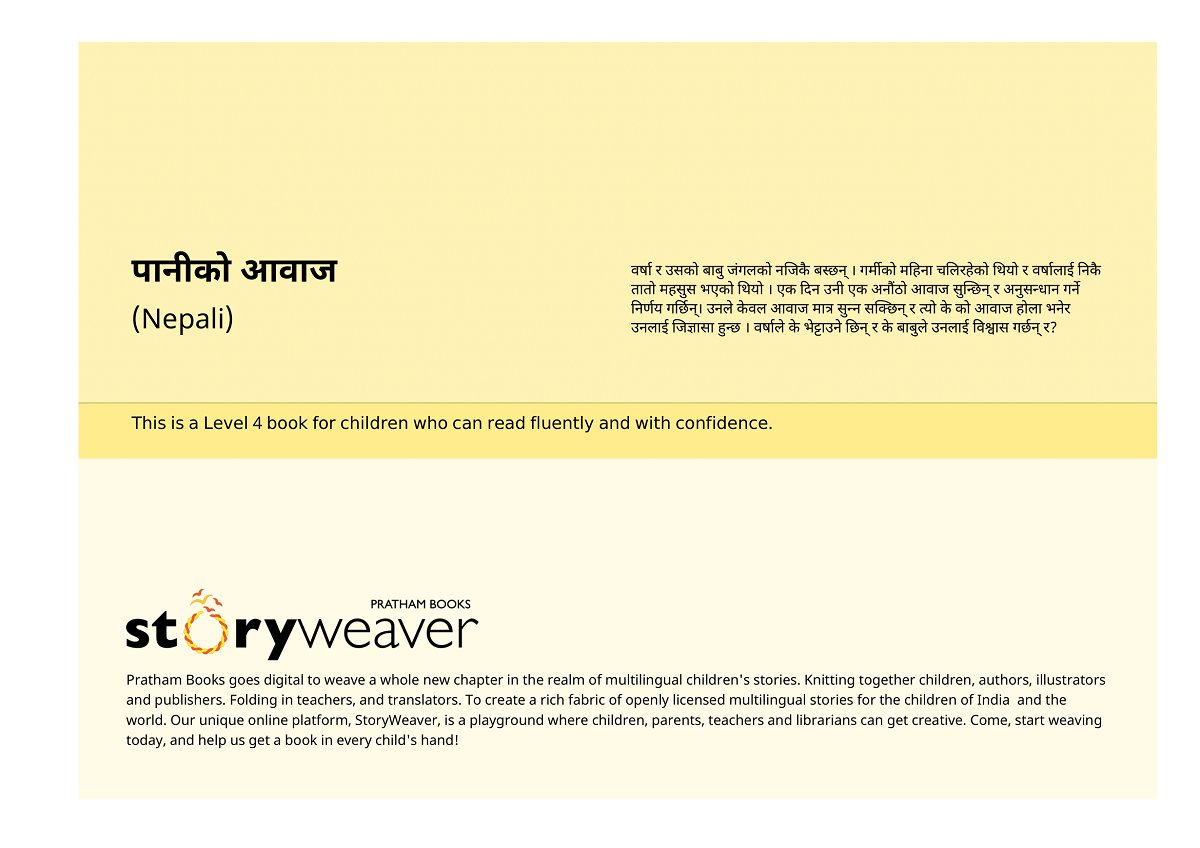 पानीको आवाज
(Nepali)
वर्षा र उसको बाबु जंगलको नजिकै बस्छन् । गर्मीको महिना चलिरहेको थियो र वर्षालाई निकै
तातो महसुस भएको थियो । एक दिन उनी एक अनौंठो आवाज सुन्छिन् र अनुसन्धान गर्ने
निर्णय गर्छिन्। उनले केवल आवाज मात्र सुन्न सक्छिन् र त्यो के को आवाज होला भनेर
उनलाई जिज्ञासा हुन्छ । वर्षाले के भेट्टाउने छिन् र के बाबुले उनलाई विश्वास गर्छन् र?
This is a Level 4 book for children who can read fluently and with confidence.
PRATHAM BOOKS
storyweaver
Pratham Books goes digital to weave a whole new chapter in the realm of multilingual children's stories. Knitting together children, authors, illustrators
and publishers. Folding in teachers, and translators. To create a rich fabric of openly licensed multilingual stories for the children of India and the
world. Our unique online platform, StoryWeaver, is a playground where children, parents, teachers and librarians can get creative. Come, start weaving
today, and help us get a book in every child's hand!